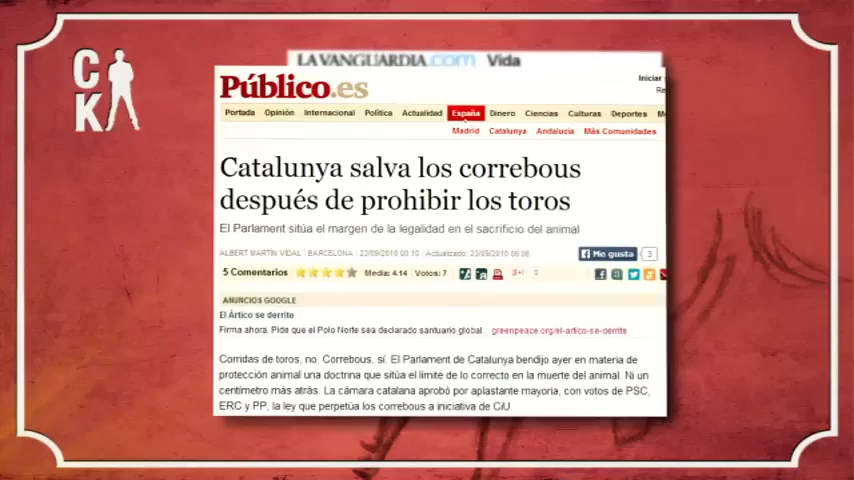 CK
LAVANGUARDIA.com Vida
Público.es
Iniciar
Portada Opinión Internacional Política Actualidad España Dinero Ciencias Culturas Deportes
Madrid Catalunya Andalucía Más Comunidades
Catalunya salva los correbous
después de prohibir los toros
El Parlament sitúa el margen de la legalidad en el sacrificio del animal
ALBERT MARTÍN VIDAL | BARCELONA | 23/09/2010 00:10 | Actualizado: 23/09/2010 08:08
Me gusta 3
5 Comentarios Media: 4.14 Votos: 7 +1 0
ANUNCIOS GOOGLE
El Ártico se derrite
Firma ahora. Pide que el Polo Norte sea declarado santuario global. greenpeace.org/el-artico-se-derrite
Corridas de toros, no. Correbous, sí. El Parlament de Catalunya bendijo ayer en materia de
protección animal una doctrina que sitúa el límite de lo correcto en la muerte del animal. Ni un
centímetro más atrás. La cámara catalana aprobó por aplastante mayoría, con votos de PSC,
ERC y PP, la ley que perpetúa los correbous a iniciativa de CiU.